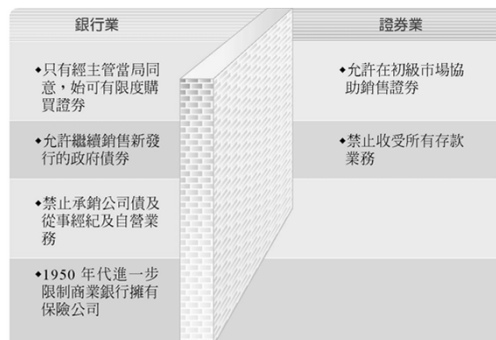 銀行業
◆只有經主管當局同
意，始可有限度購
買證券
◆允許繼續銷售新發
行的政府債券
◆禁止承銷公司債及
從事經紀及自營業
務
◆1950 年代進一步
限制商業銀行擁有
保險公司
證券業
◆允許在初級市場協
助銷售證券
◆禁止收受所有存款
業務